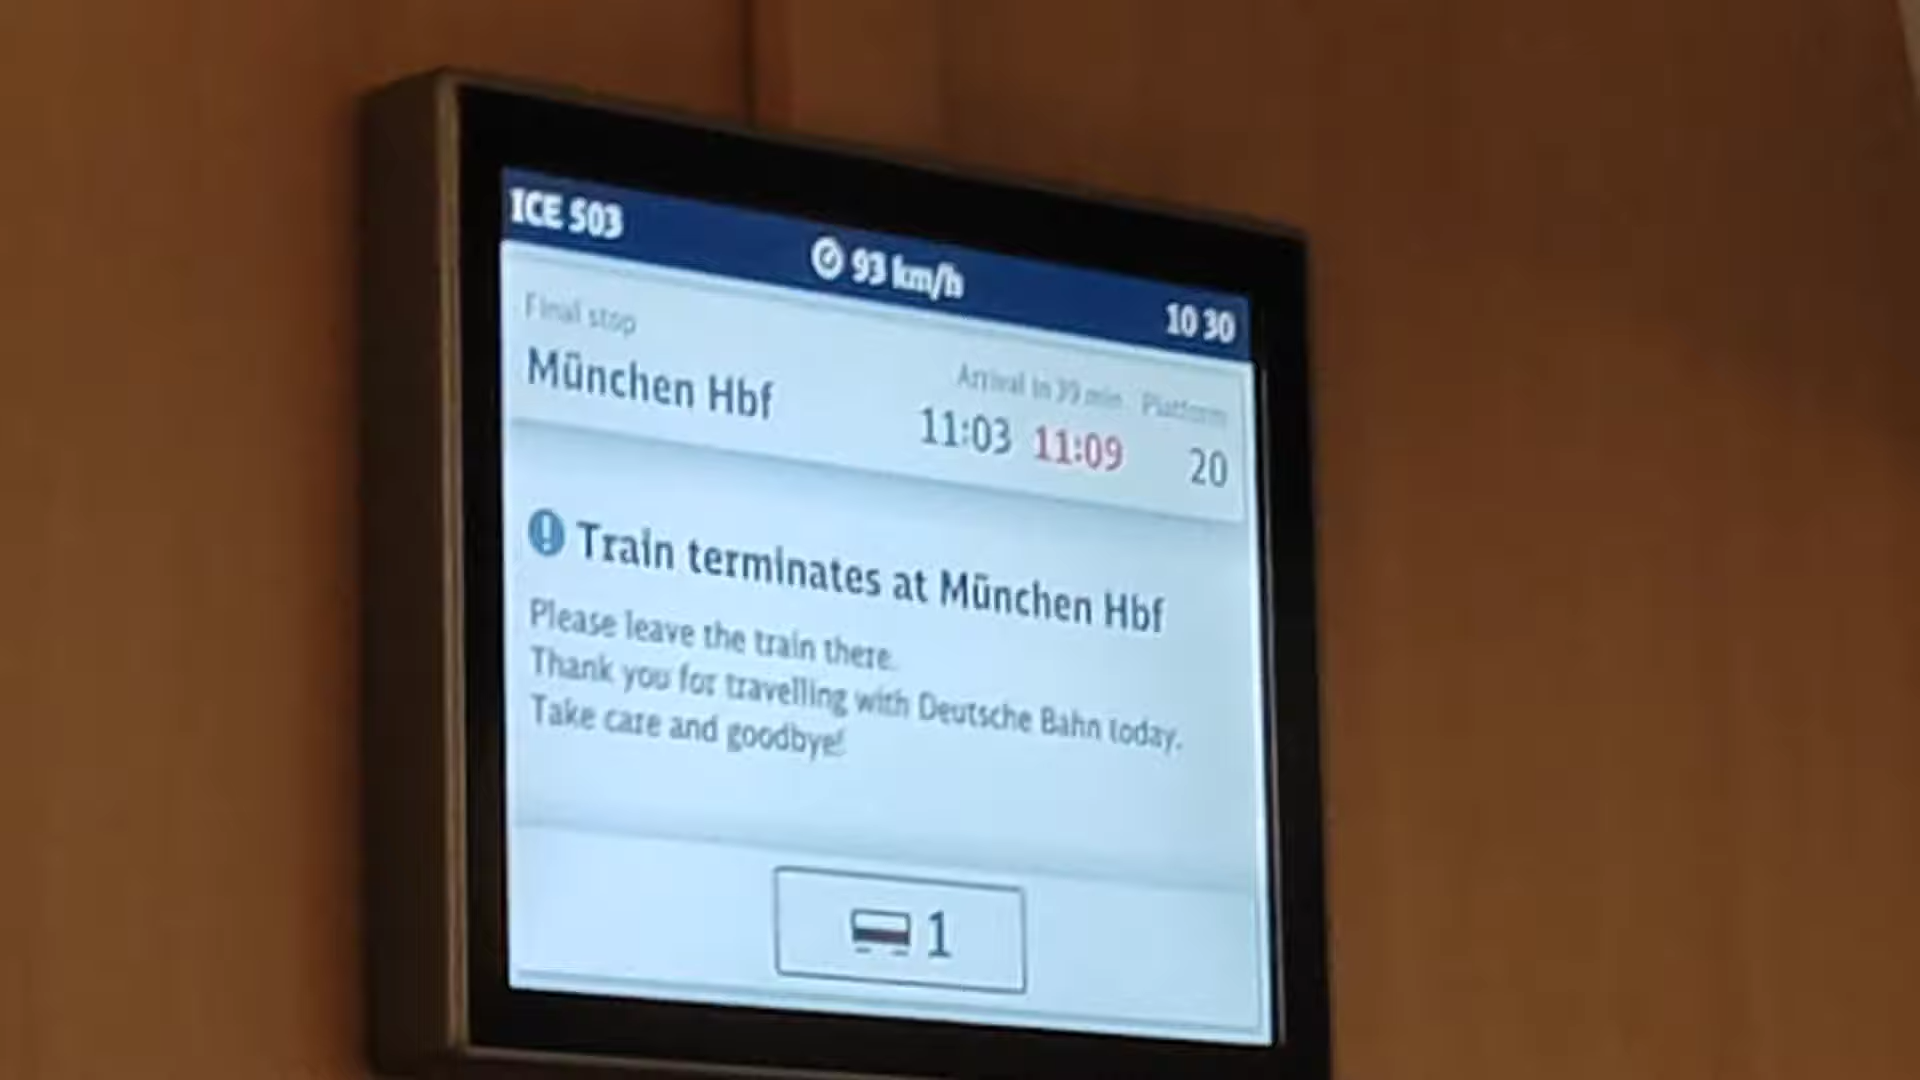 ICE 503
93 km/h
10 30
Final stop
München Hbf
Arrival in 39 min Platform
11:03 11:09 20
Train terminates at München Hbf
Please leave the train there.
Thank you for travelling with Deutsche Bahn today.
Take care and goodbye!
1